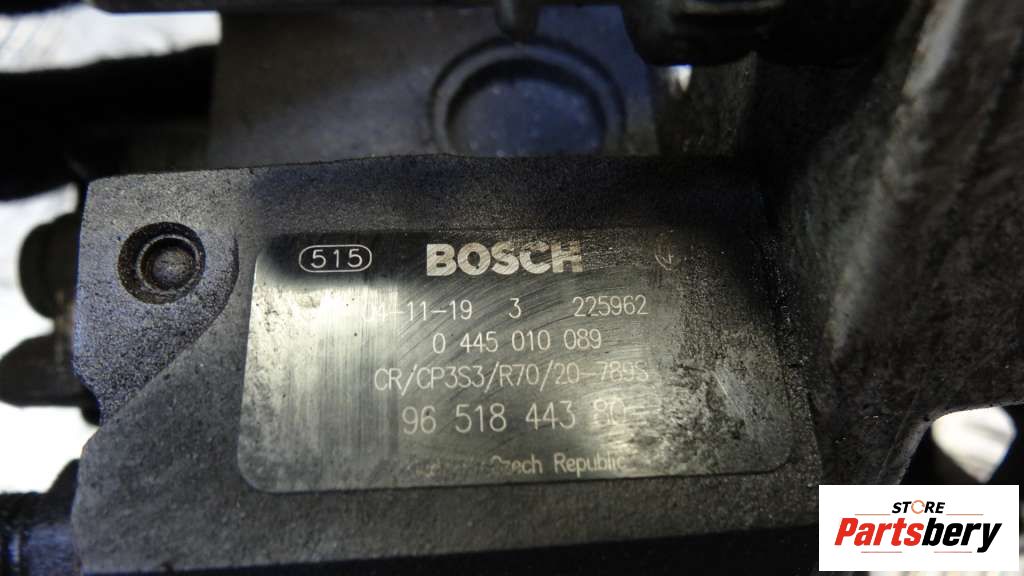 515 BOSCH
04-11-19 3 225962
0 445 010 089
CR/CP3S3/R70/20-789S
96 518 443 80
Czech Republic
STORE
Partsbery